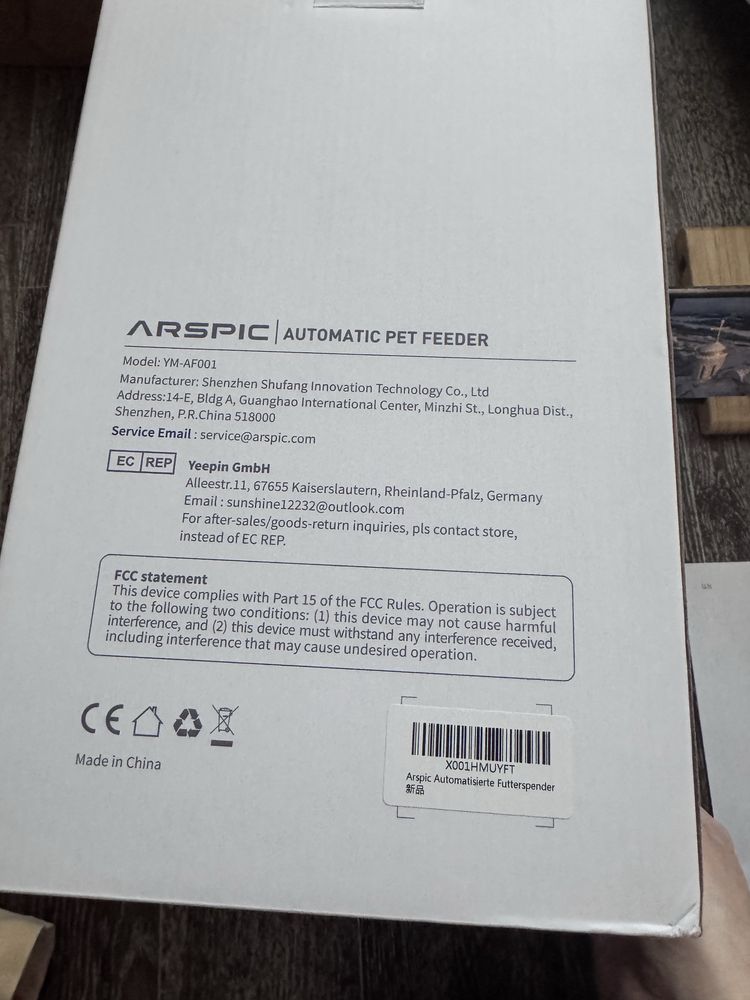 ARSPIC | AUTOMATIC PET FEEDER
Model: YM-AF001
Manufacturer: Shenzhen Shufang Innovation Technology Co., Ltd
Address:14-E, Bldg A, Guanghao International Center, Minzhi St., Longhua Dist.,
Shenzhen, P.R.China 518000
Service Email : service@arspic.com
EC REP
Yeepin GmbH
Alleestr.11, 67655 Kaiserslautern, Rheinland-Pfalz, Germany
Email : sunshine12232@outlook.com
For after-sales/goods-return inquiries, pls contact store,
instead of EC REP.
FCC statement
This device complies with Part 15 of the FCC Rules. Operation is subject
to the following two conditions: (1) this device may not cause harmful
interference, and (2) this device must withstand any interference received,
including interference that may cause undesired operation.
CE
Made in China
X001HMUYFT
Arspic Automatisierte Futterspender
新品